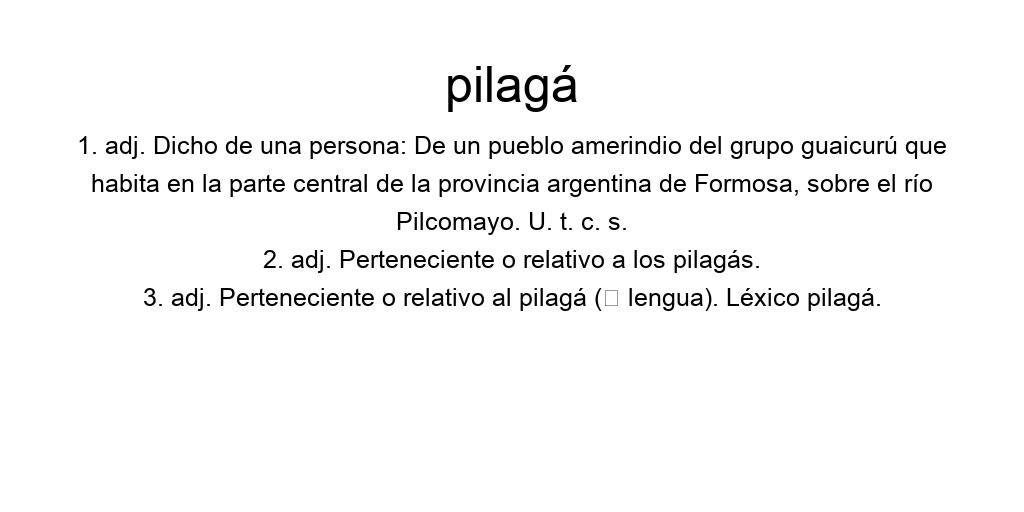 pilagá
1. adj. Dicho de una persona: De un pueblo amerindio del grupo guaicurú que
habita en la parte central de la provincia argentina de Formosa, sobre el río
Pilcomayo. U. t. c. s.
2. adj. Perteneciente o relativo a los pilagás.
3. adj. Perteneciente o relativo al pilagá (▯ lengua). Léxico pilagá.